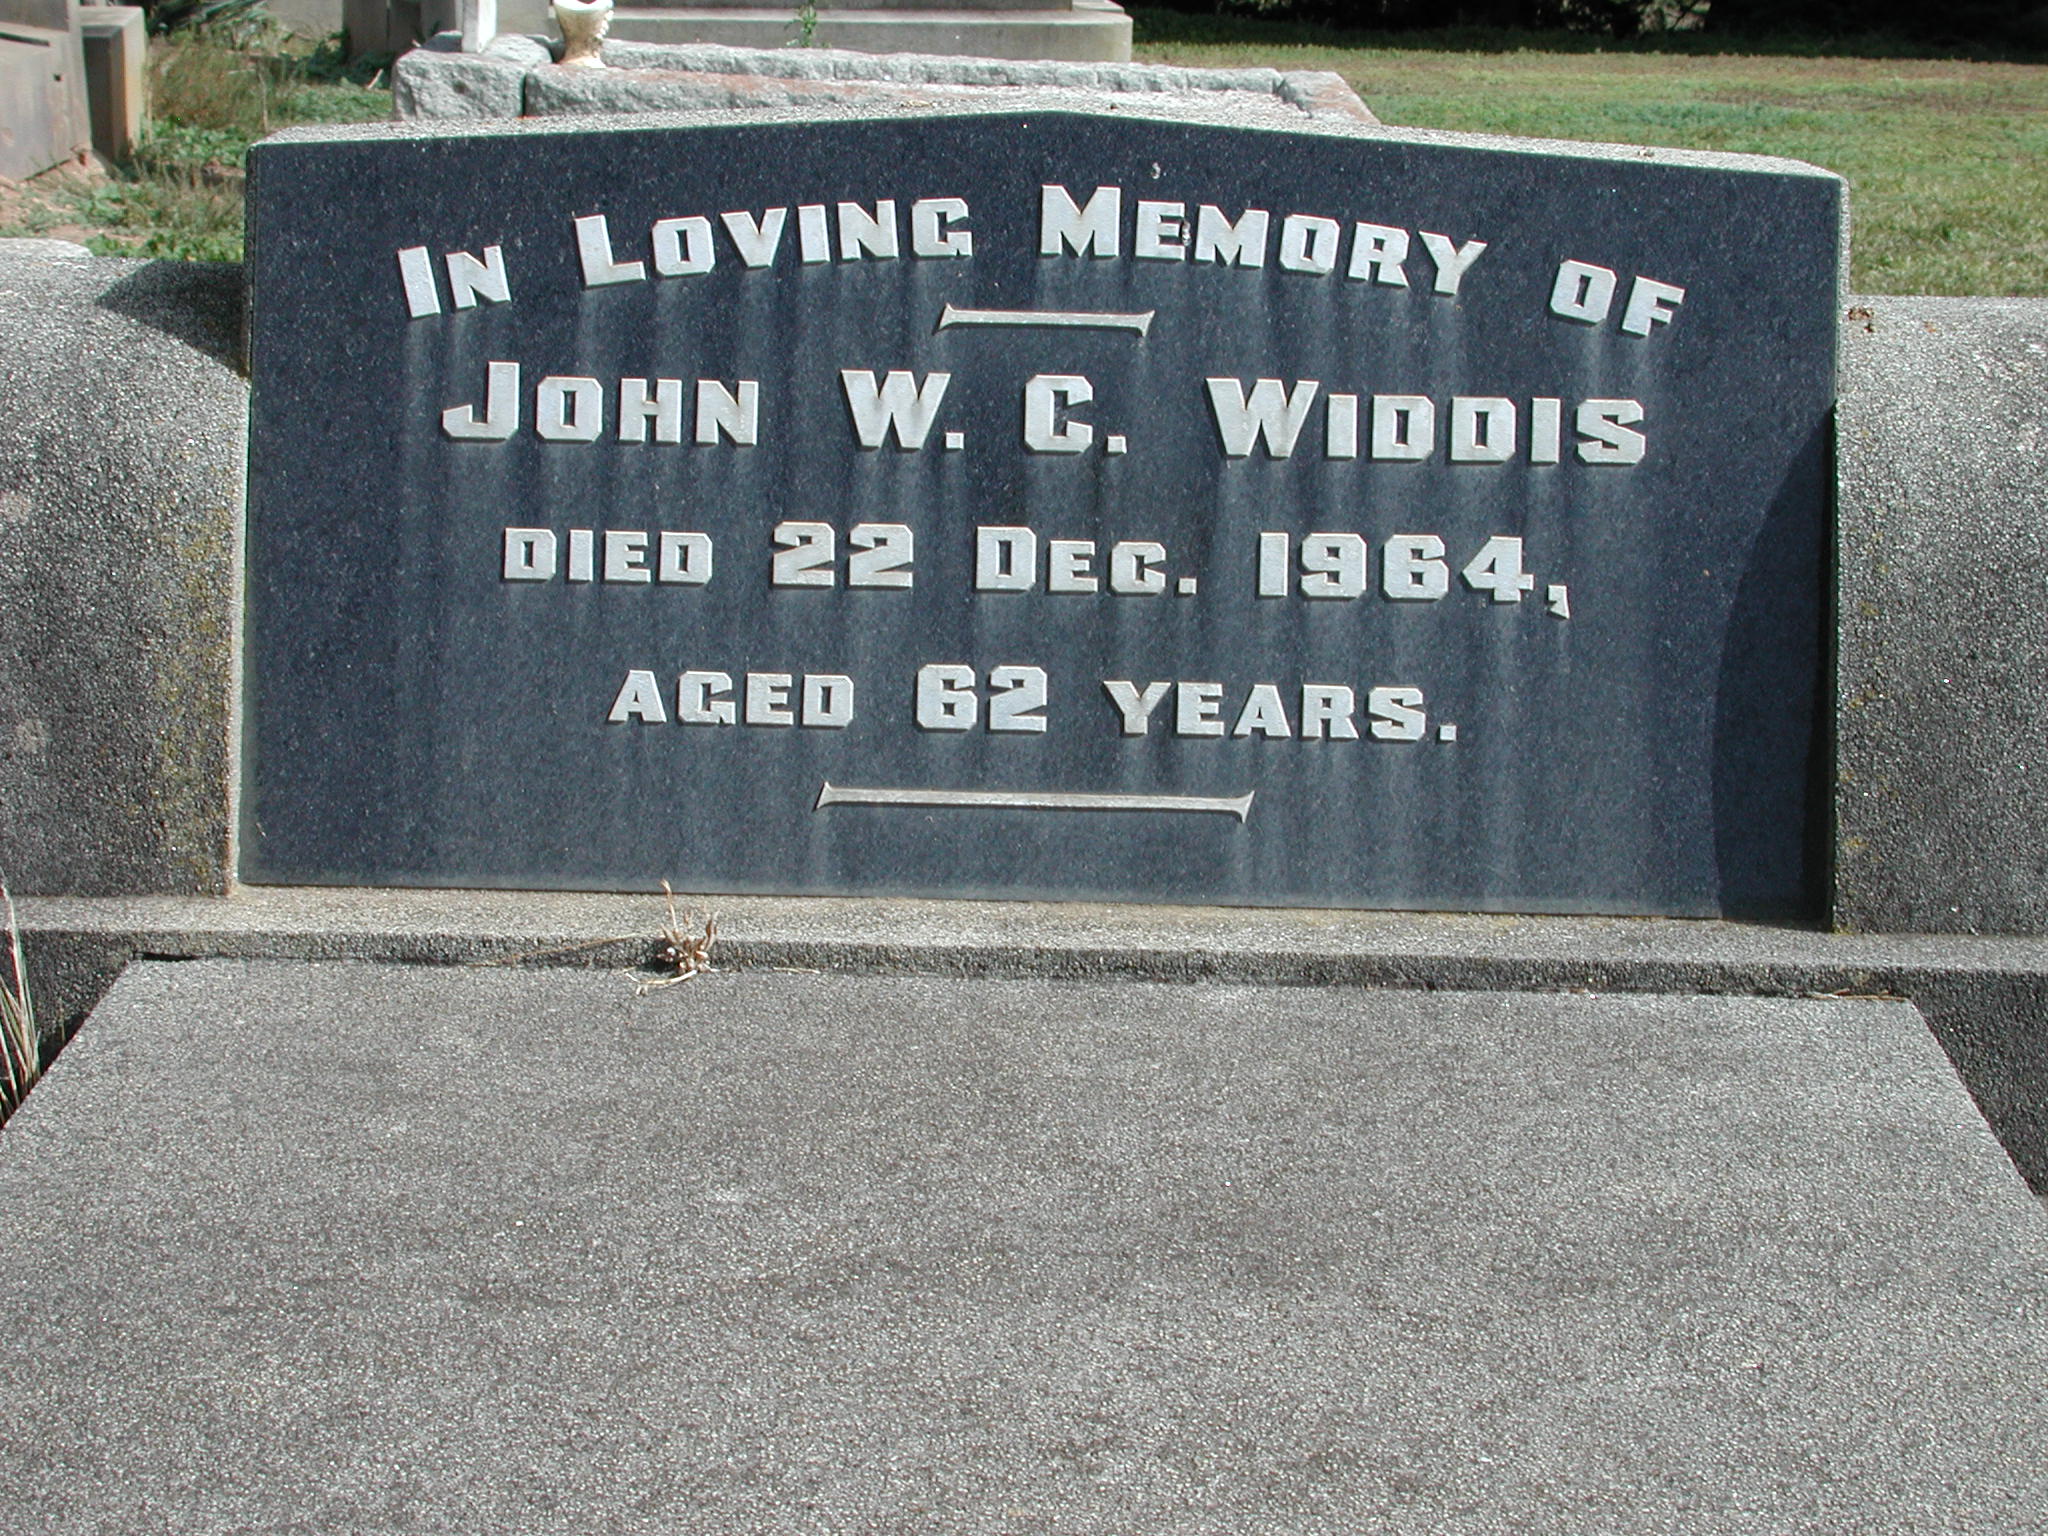 In Loving Memory of
John W. C. Widdis
died 22 Dec. 1964,
aged 62 years.